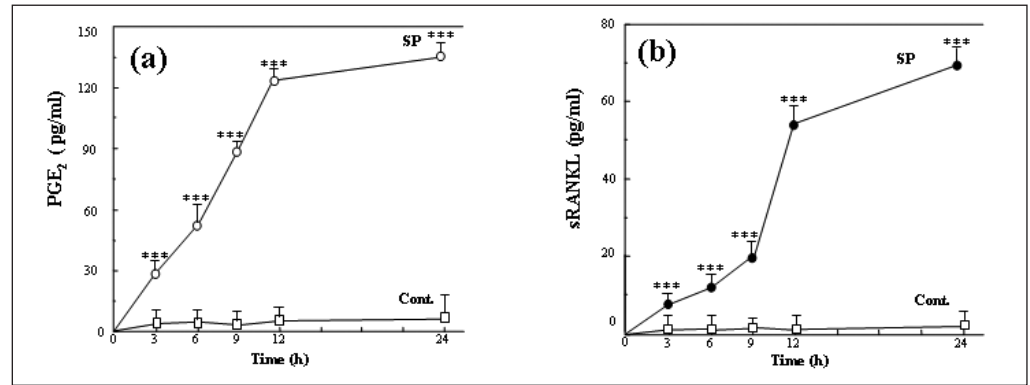 (a)
PGE2 ( pg/ml)
150
120
90
60
30
0
SP
***
***
***
***
***
Cont.
0 3 6 9 12 24
Time (h)
(b)
sRANKL (pg/ml)
80
60
40
20
0
SP
***
***
***
***
***
Cont.
0 3 6 9 12 24
Time (h)